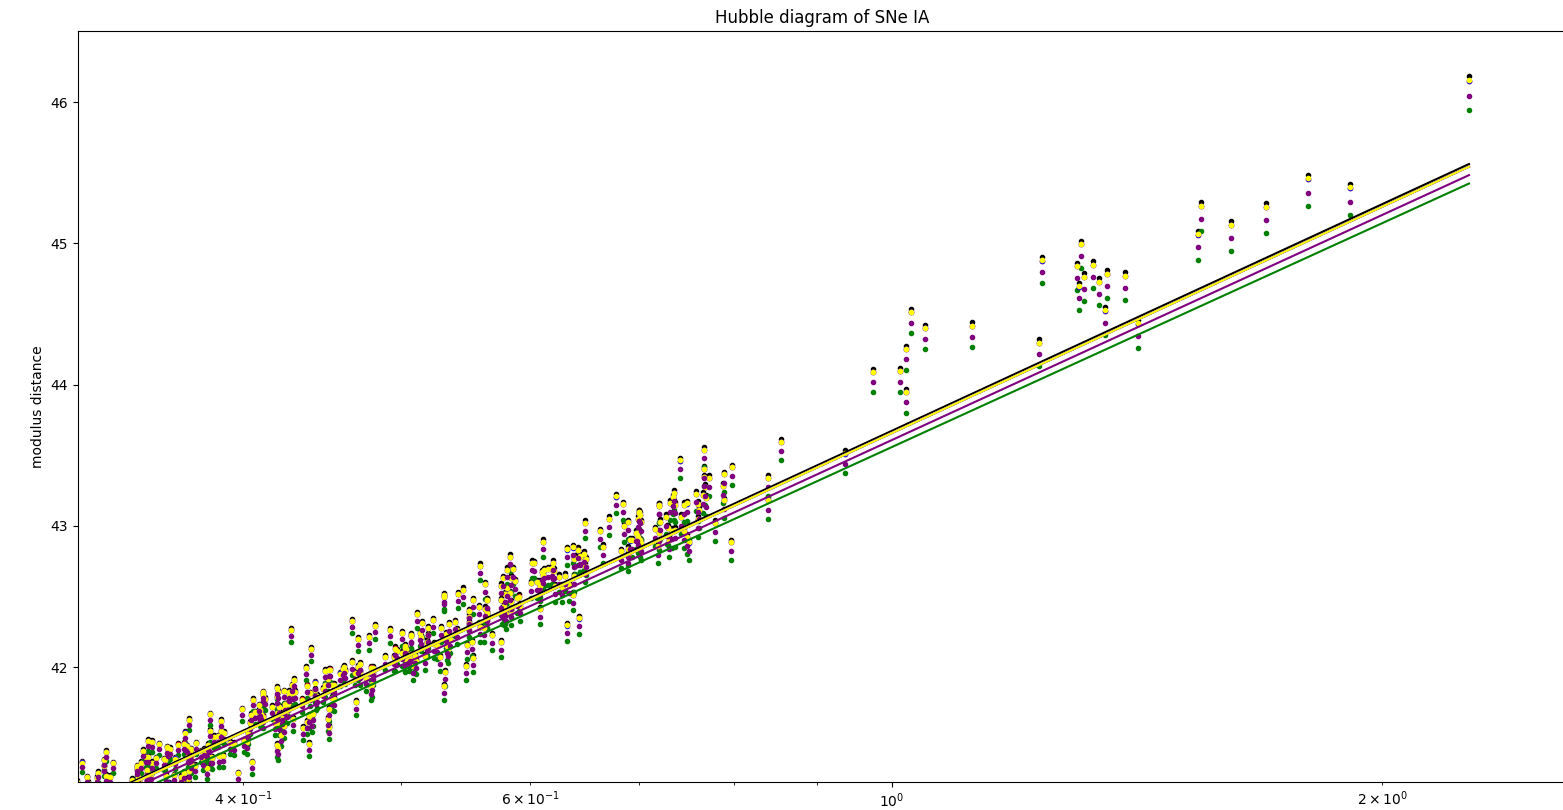 Hubble diagram of SNe IA
46
45
44
43
42
modulus distance
4 × 10⁻¹
6 × 10⁻¹
10⁰
2 × 10⁰